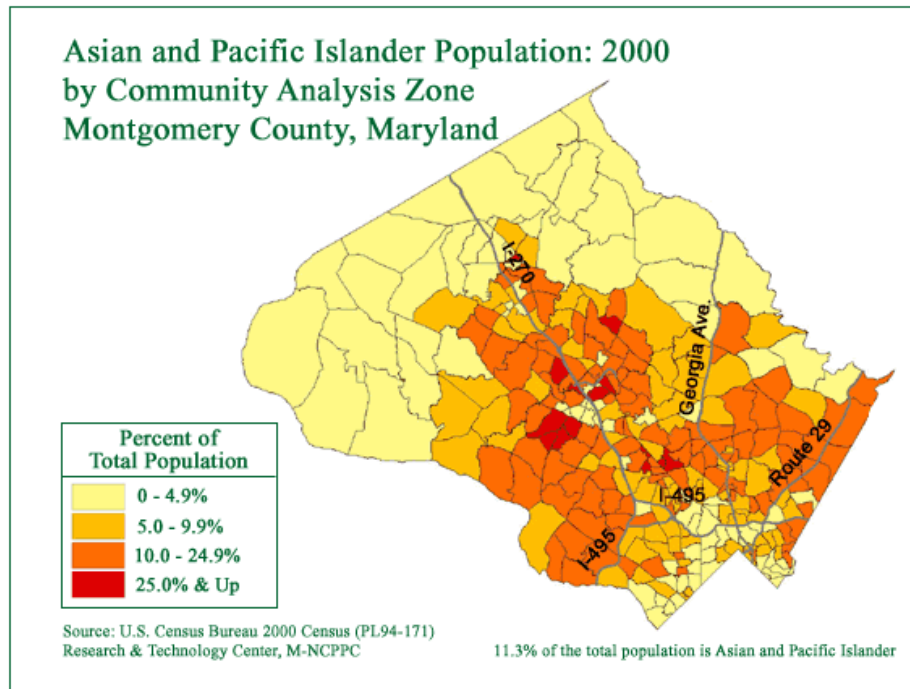 Asian and Pacific Islander Population: 2000
by Community Analysis Zone
Montgomery County, Maryland
I-270
Georgia Ave.
Route 29
I-495
I-495
Percent of
Total Population
0 - 4.9%
5.0 - 9.9%
10.0 - 24.9%
25.0% & Up
Source: U.S. Census Bureau 2000 Census (PL94-171)
Research & Technology Center, M-NCPPC
11.3% of the total population is Asian and Pacific Islander